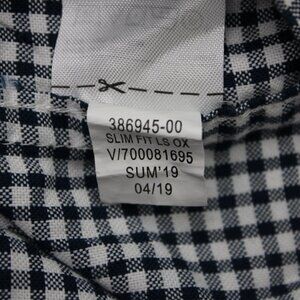 386945-00
SLIM FIT LS OX
V/700081695
SUM'19
04/19